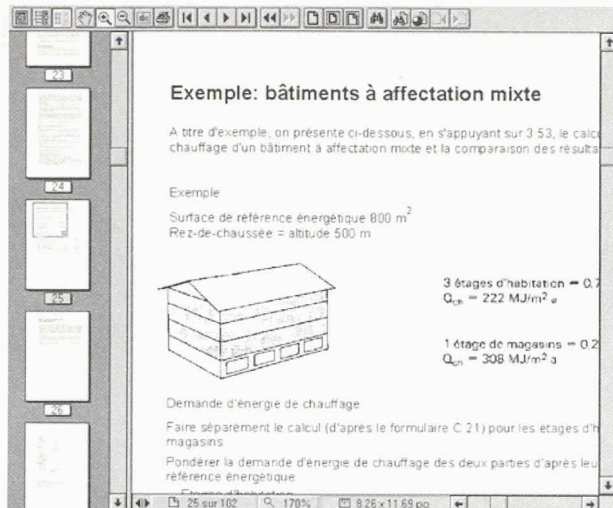 23
24
25
26
Exemple: bâtiments à affectation mixte
A titre d'exemple, on présente ci-dessous, en s'appuyant sur 3 53, le calc
chauffage d'un bâtiment à affectation mixte et la comparaison des résulta
Exemple
Surface de référence énergétique 800 m²
Rez-de-chaussée = altitude 500 m
3 étages d'habitation = 0,7
Qch = 222 MJ/m² a
1 étage de magasins = 0,2
Qch = 308 MJ/m² a
Demande d'énergie de chauffage
Faire séparément le calcul (d'après le formulaire C 21) pour les étages d'h
magasins
Pondérer la demande d'énergie de chauffage des deux parties d'après leu
référence énergétique
Etages d'habitation
25 sur 102 170% 8.26 x 11.69 po